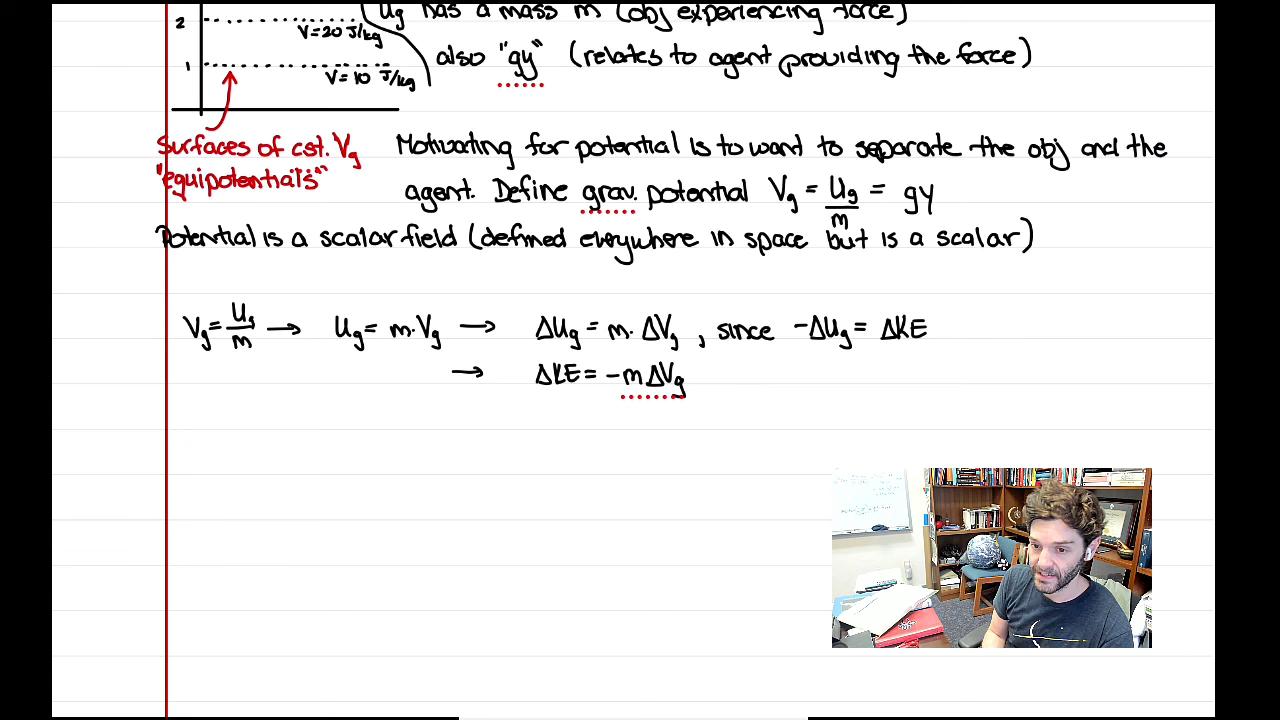 2
V=20 J/kg
Ug has a mass m (obj experiencing force)
1
V=10 J/kg
also "gy" (relates to agent providing the force)
Surfaces of cst. Vg
"equipotentials"
Motivating for potential is to want to separate the obj and the
agent. Define grav. potential Vg = Ug/m = gy
Potential is a scalar field (defined everywhere in space but is a scalar)
Vg = Ug/m → Ug = m·Vg → ΔUg = m·ΔVg, since -ΔUg = ΔKE
→ ΔKE = -mΔVg